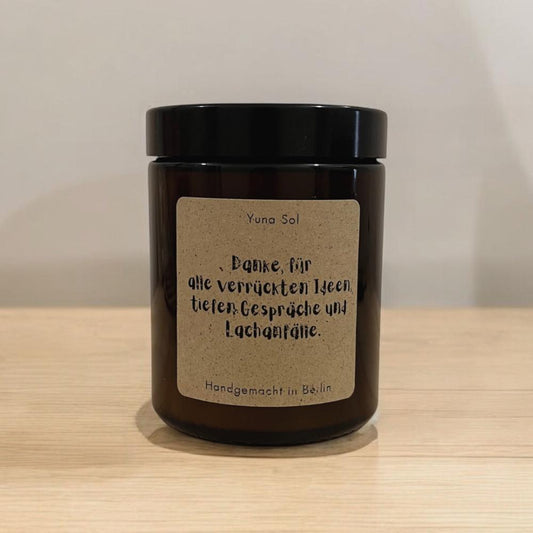 Yuna Sol
Danke, für
alle verrückten Ideen,
tiefen Gespräche und
Lachanfälle.
Handgemacht in Berlin